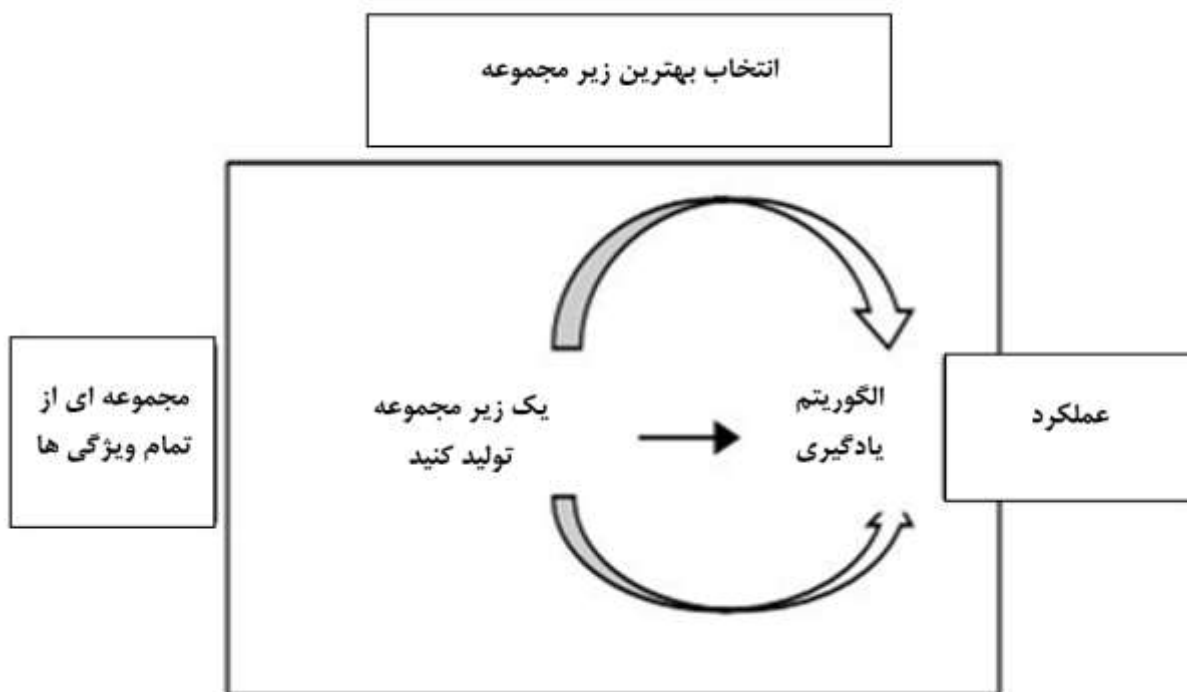 انتخاب بهترین زیر مجموعه
مجموعه ای از
تمام ویژگی ها
یک زیر مجموعه
تولید کنید
الگوریتم
یادگیری
عملکرد